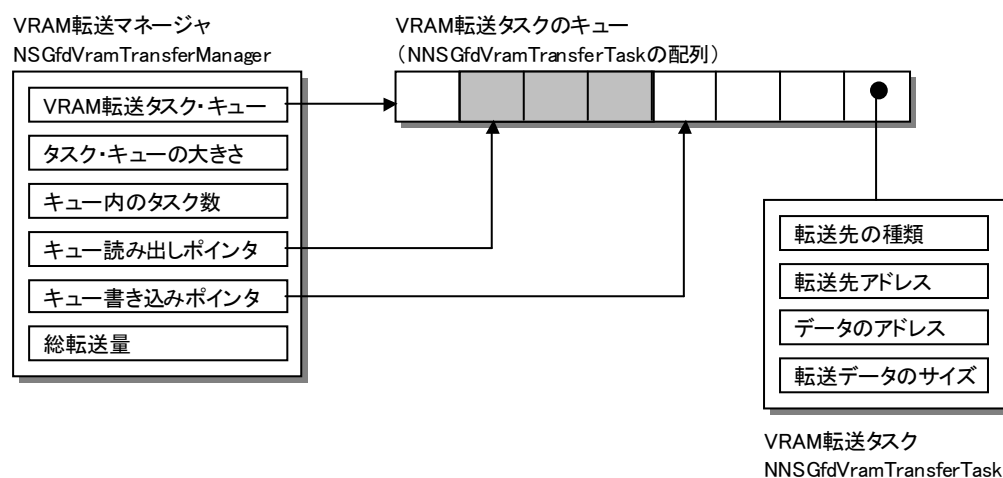 VRAM転送マネージャ
NSGfdVramTransferManager
VRAM転送タスク・キュー
タスク・キューの大きさ
キュー内のタスク数
キュー読み出しポインタ
キュー書き込みポインタ
総転送量
VRAM転送タスクのキュー
（NNSGfdVramTransferTaskの配列）
転送先の種類
転送先アドレス
データのアドレス
転送データのサイズ
VRAM転送タスク
NNSGfdVramTransferTask